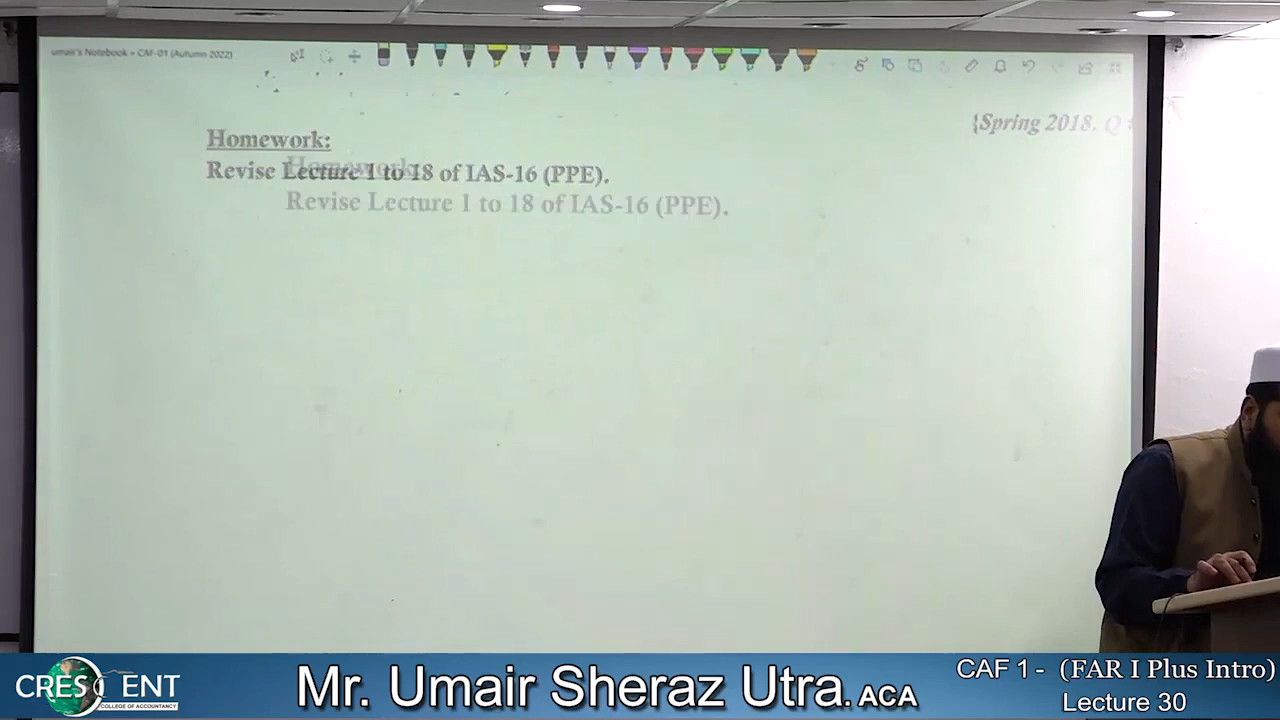 umair's Notebook » CAF-01 (Autumn 2022)
{Spring 2018, Q
Homework:
Revise Lecture 1 to 18 of IAS-16 (PPE).
Homework:
Revise Lecture 1 to 18 of IAS-16 (PPE).
CRESCENT
COLLEGE OF ACCOUNTANCY
Mr. Umair Sheraz Utra. ACA
CAF 1 - (FAR I Plus Intro)
Lecture 30